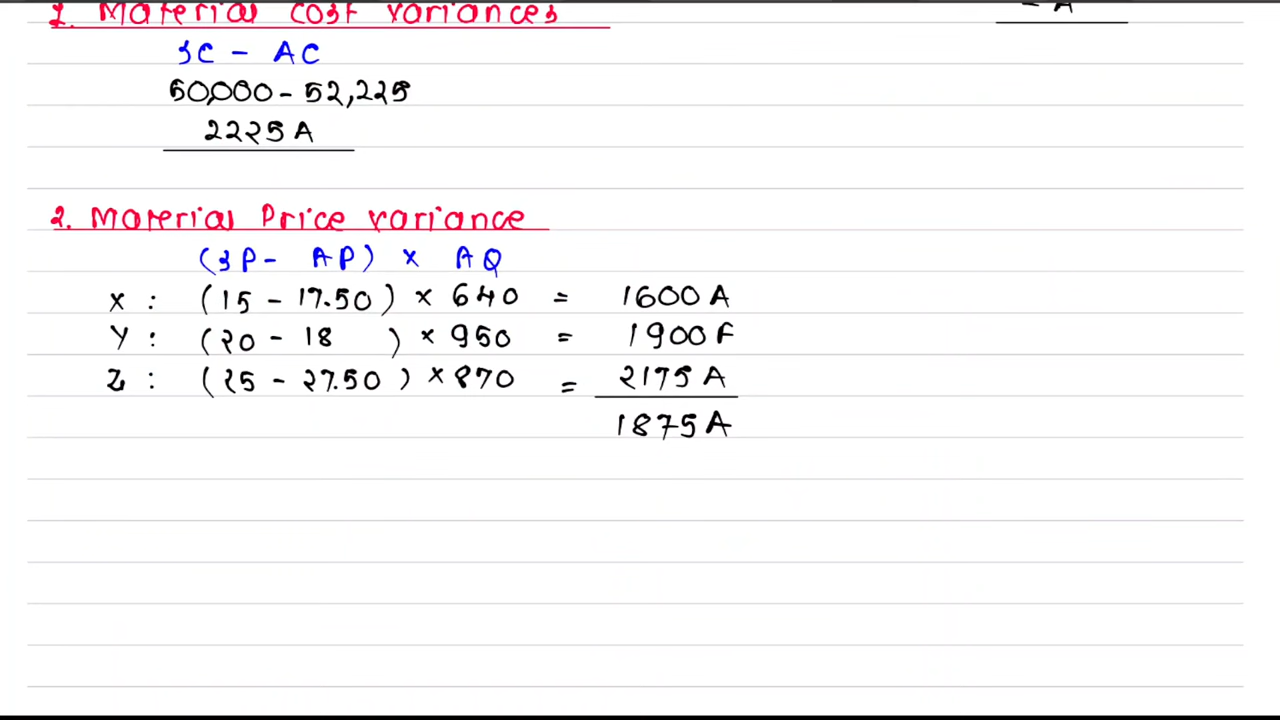 1. Material cost variances
SC - AC
50,000 - 52,225
2225 A
2. Material Price variance
(SP - AP) × AQ
X : (15 - 17.50) × 640 = 1600 A
Y : (20 - 18 ) × 950 = 1900 F
Z : (25 - 27.50) × 870 = 2175 A
1875 A